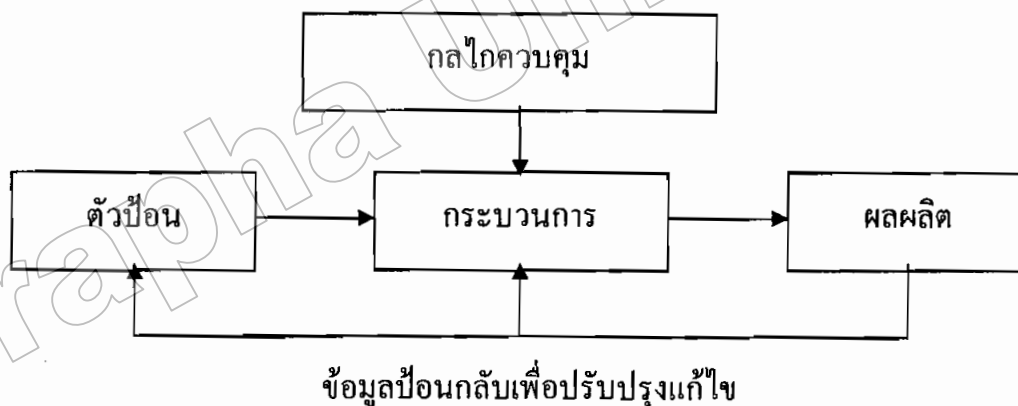 กลไกควบคุม
ตัวป้อน
กระบวนการ
ผลผลิต
ข้อมูลป้อนกลับเพื่อปรับปรุงแก้ไข